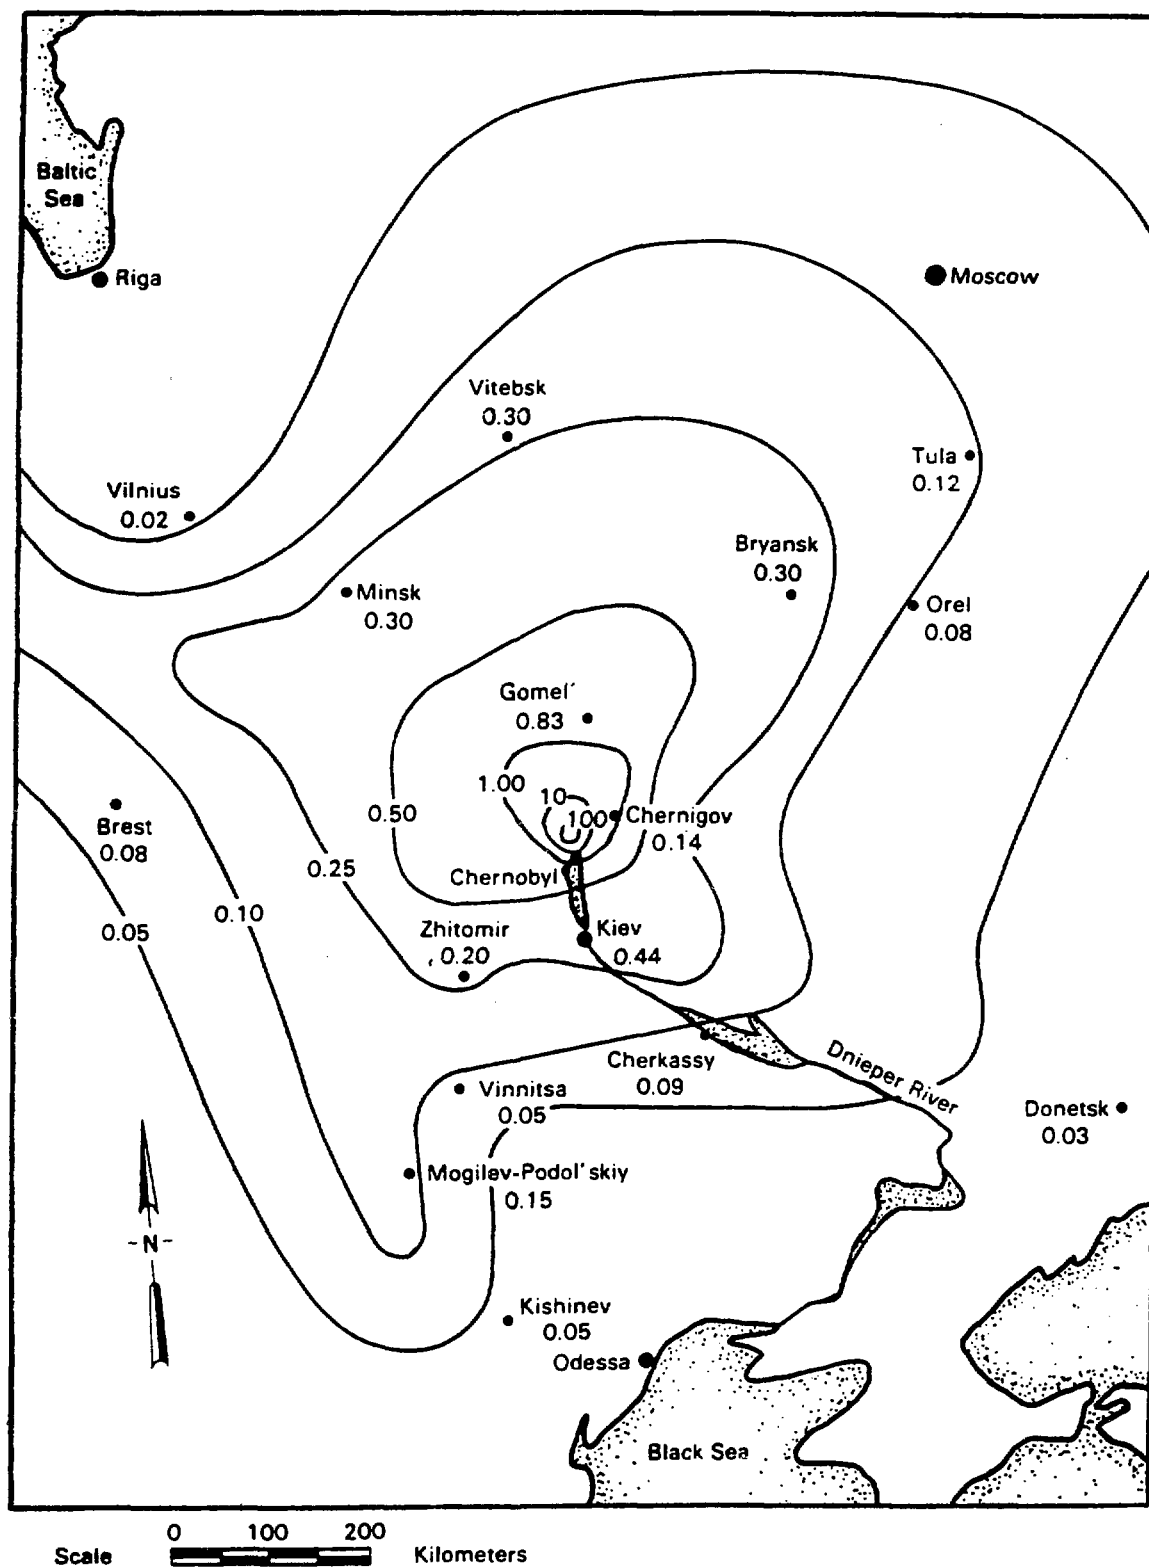 Baltic
Sea
Riga
Moscow
Vitebsk
0.30
Tula
0.12
Vilnius
0.02
Bryansk
0.30
Minsk
0.30
Orel
0.08
Gomel´
0.83
1.00
10
100
0.50
Chernigov
0.14
Brest
0.08
0.25
Chernobyl
0.10
0.05
Zhitomir
0.20
Kiev
0.44
Cherkassy
0.09
Dnieper River
Vinnitsa
0.05
Donetsk
0.03
Mogilev-Podol´skiy
0.15
-N-
Kishinev
0.05
Odessa
Black Sea
0 100 200
Scale Kilometers